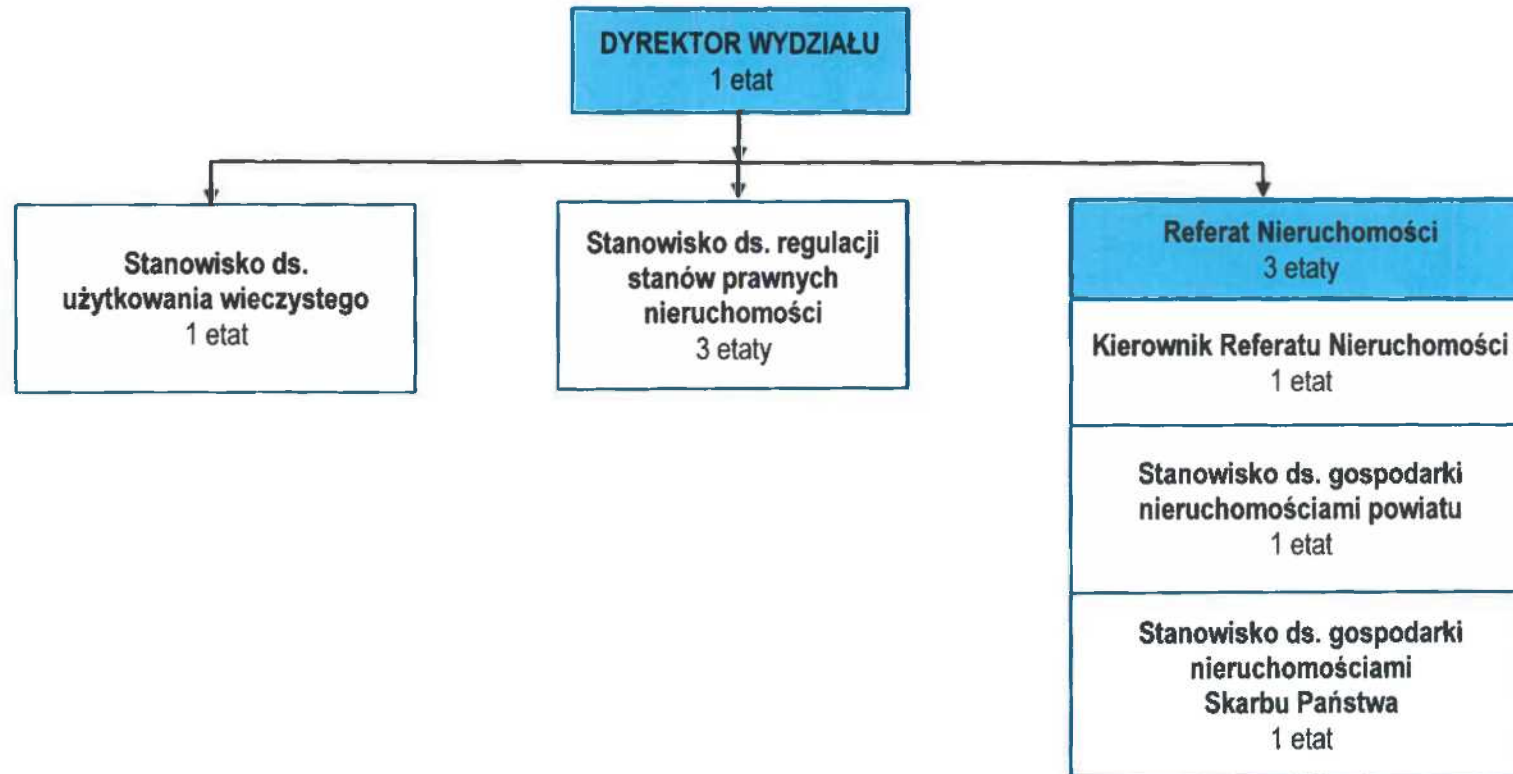 DYREKTOR WYDZIAŁU
1 etat
Stanowisko ds.
użytkowania wieczystego
1 etat
Stanowisko ds. regulacji
stanów prawnych
nieruchomości
3 etaty
Referat Nieruchomości
3 etaty
Kierownik Referatu Nieruchomości
1 etat
Stanowisko ds. gospodarki
nieruchomościami powiatu
1 etat
Stanowisko ds. gospodarki
nieruchomościami
Skarbu Państwa
1 etat